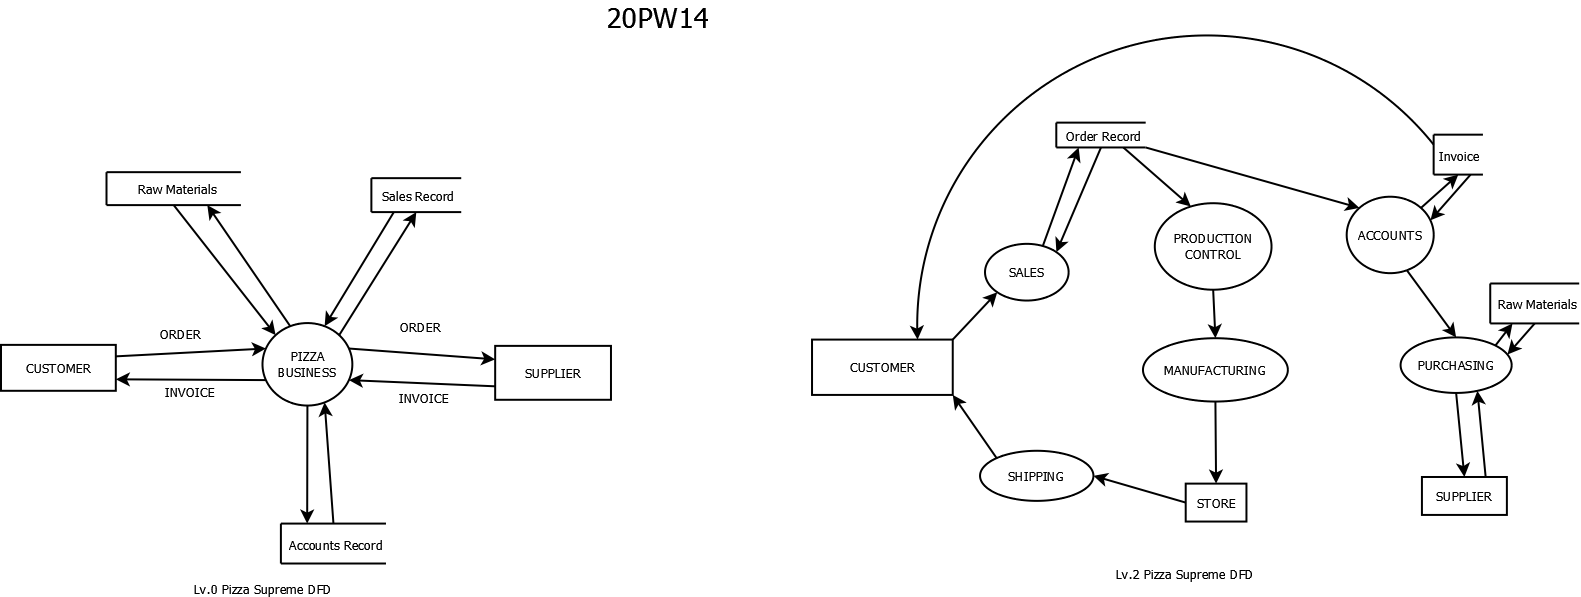 20PW14
Raw Materials
Sales Record
ORDER
ORDER
PIZZA
BUSINESS
CUSTOMER
SUPPLIER
INVOICE
INVOICE
Accounts Record
Lv.0 Pizza Supreme DFD
Order Record
Invoice
SALES
PRODUCTION
CONTROL
ACCOUNTS
Raw Materials
CUSTOMER
MANUFACTURING
PURCHASING
SHIPPING
STORE
SUPPLIER
Lv.2 Pizza Supreme DFD